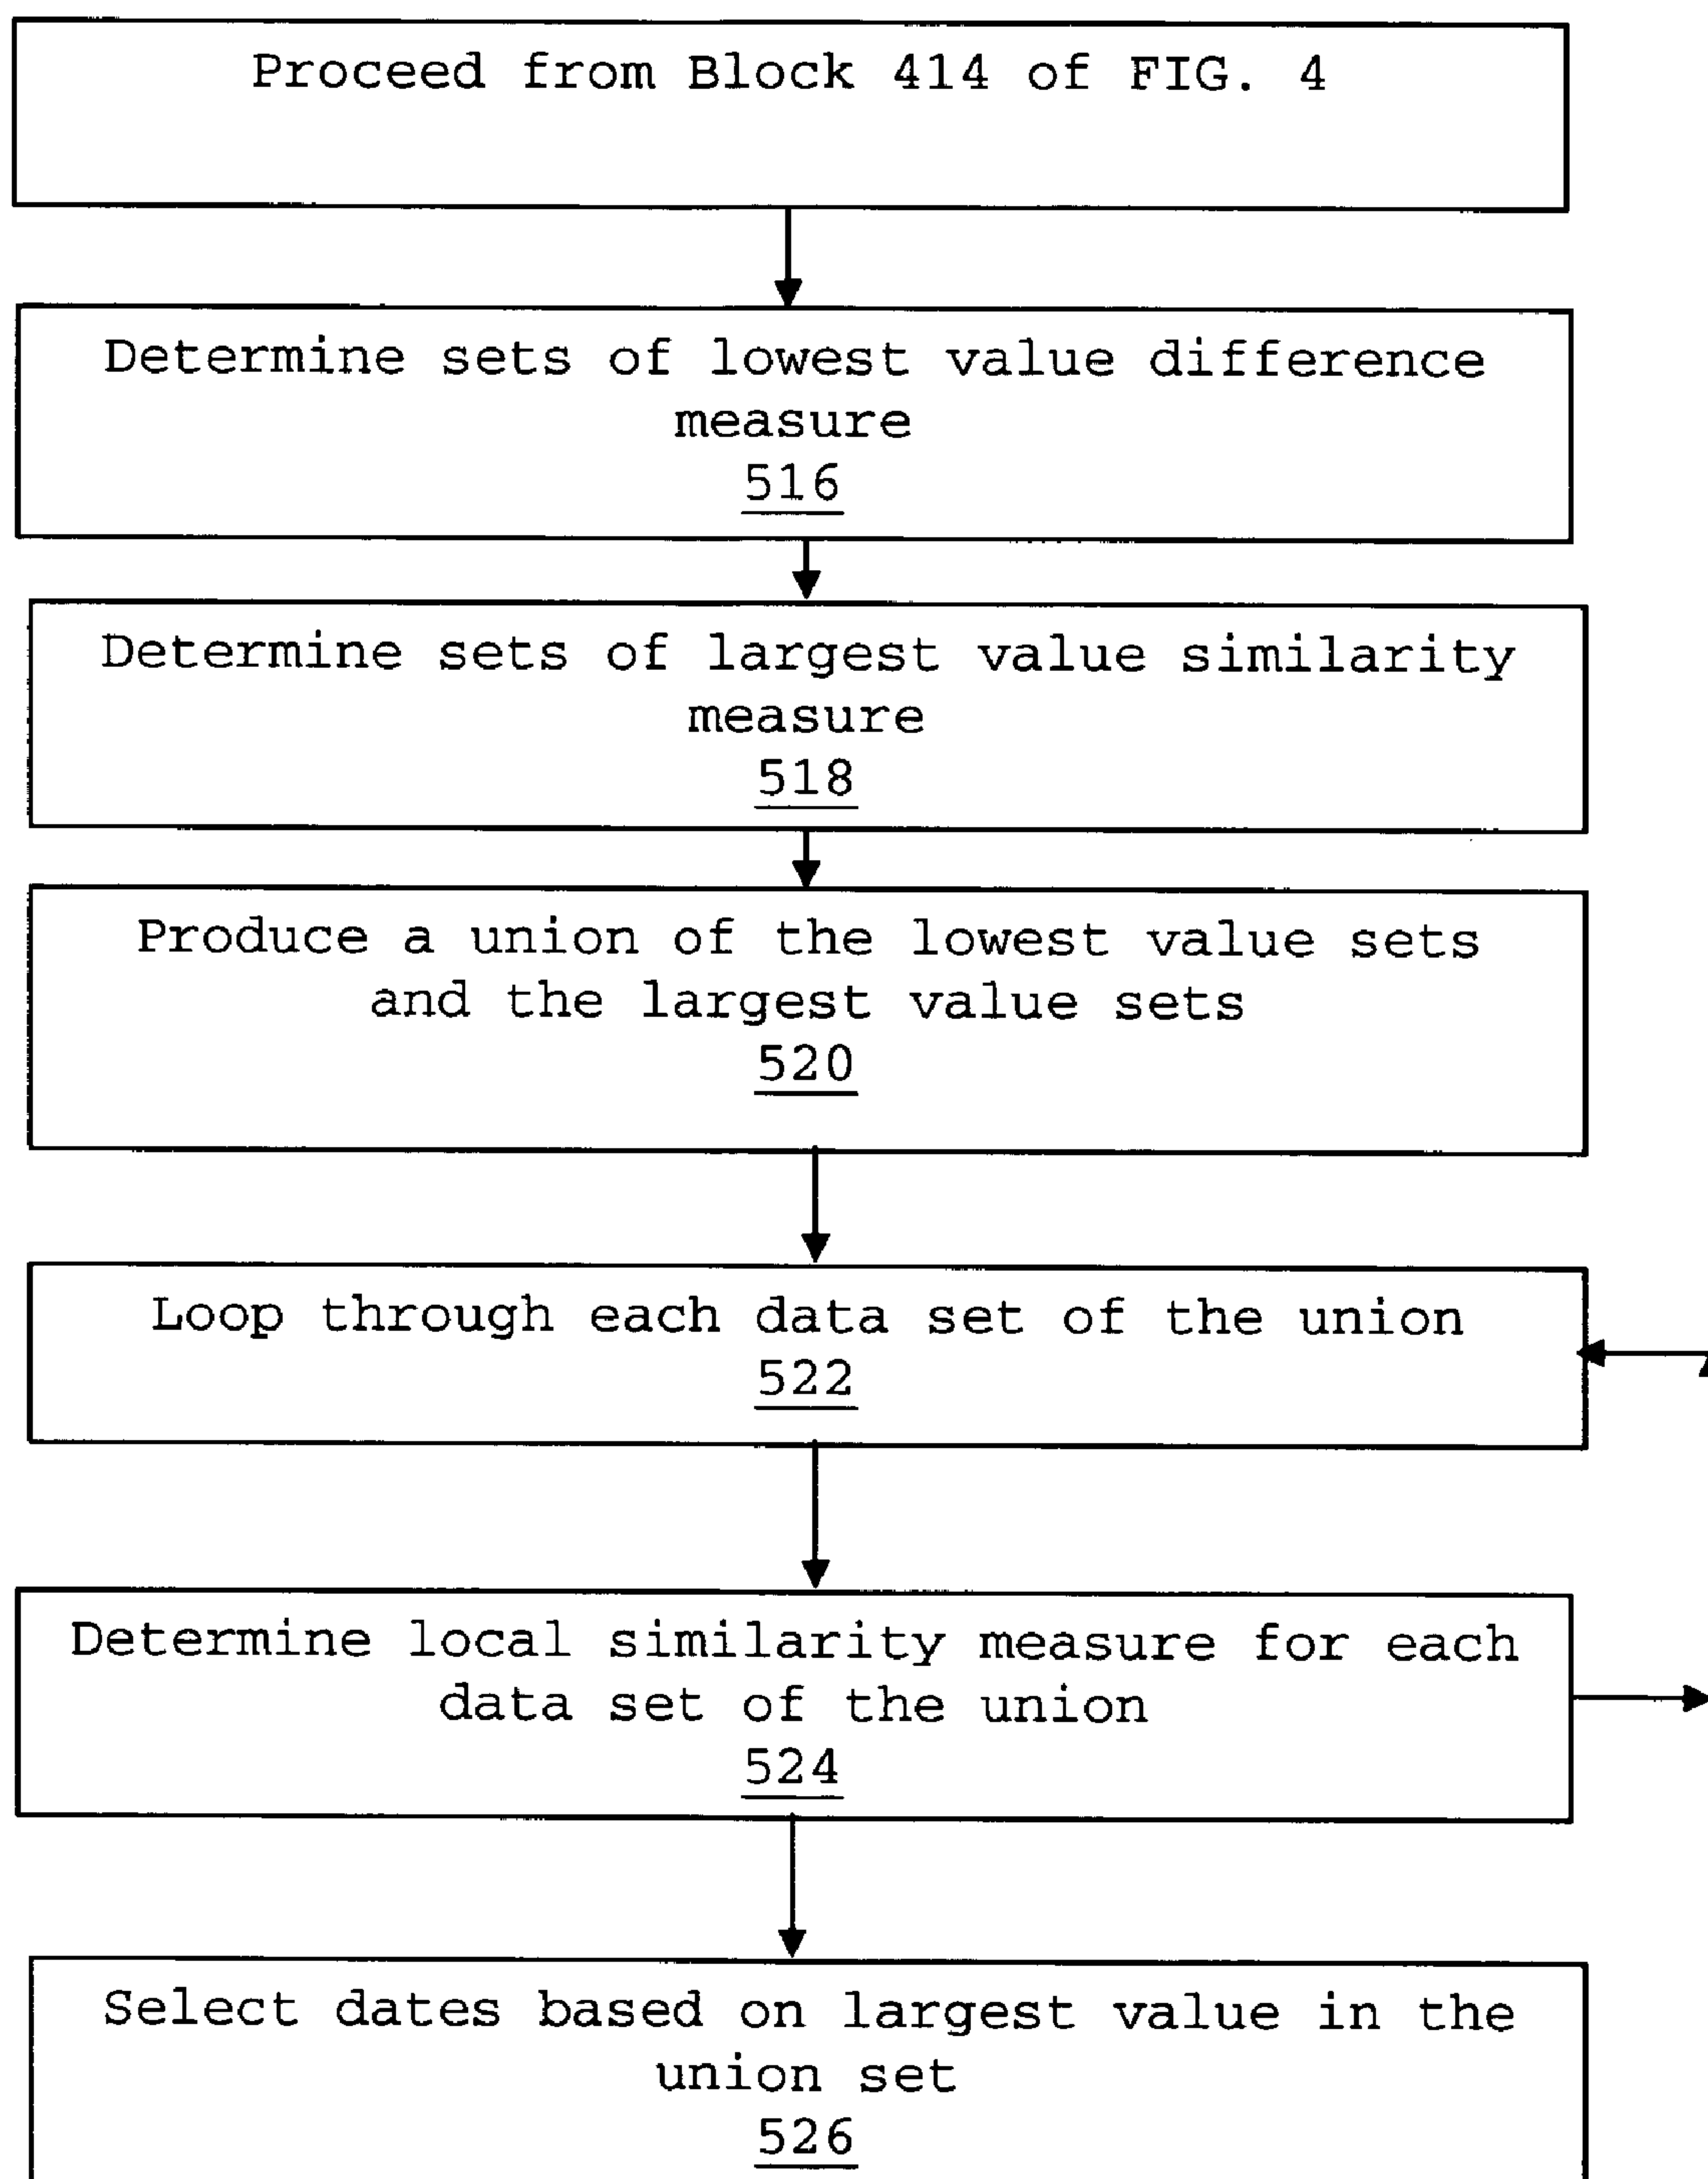 Proceed from Block 414 of FIG. 4
Determine sets of lowest value difference
measure
516
Determine sets of largest value similarity
measure
518
Produce a union of the lowest value sets
and the largest value sets
520
Loop through each data set of the union
522
Determine local similarity measure for each
data set of the union
524
Select dates based on largest value in the
union set
526